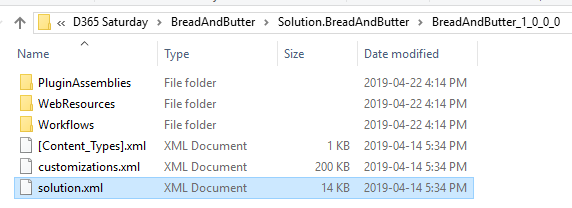 « D365 Saturday > BreadAndButter > Solution.BreadAndButter > BreadAndButter_1_0_0_0
Name Type Size Date modified
PluginAssemblies File folder 2019-04-22 4:14 PM
WebResources File folder 2019-04-22 4:14 PM
Workflows File folder 2019-04-22 4:14 PM
[Content_Types].xml XML Document 1 KB 2019-04-14 5:34 PM
customizations.xml XML Document 200 KB 2019-04-14 5:34 PM
solution.xml XML Document 14 KB 2019-04-14 5:34 PM